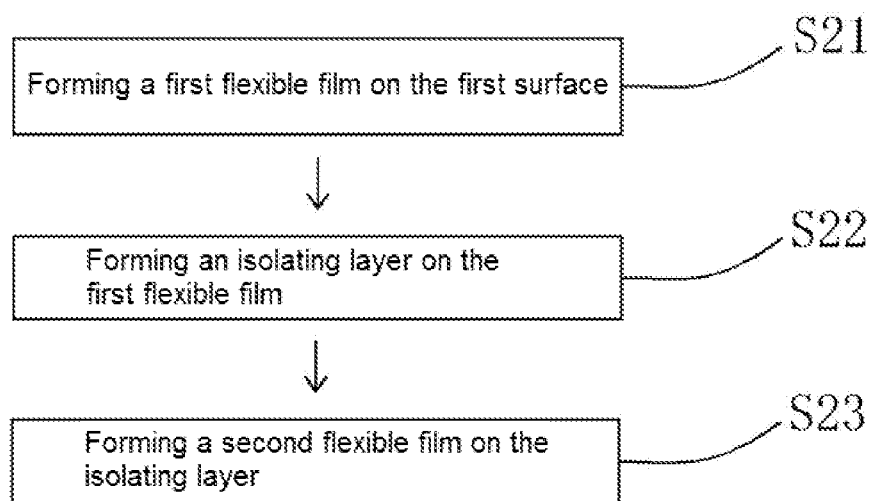 S21
Forming a first flexible film on the first surface
S22
Forming an isolating layer on the
first flexible film
S23
Forming a second flexible film on the
isolating layer